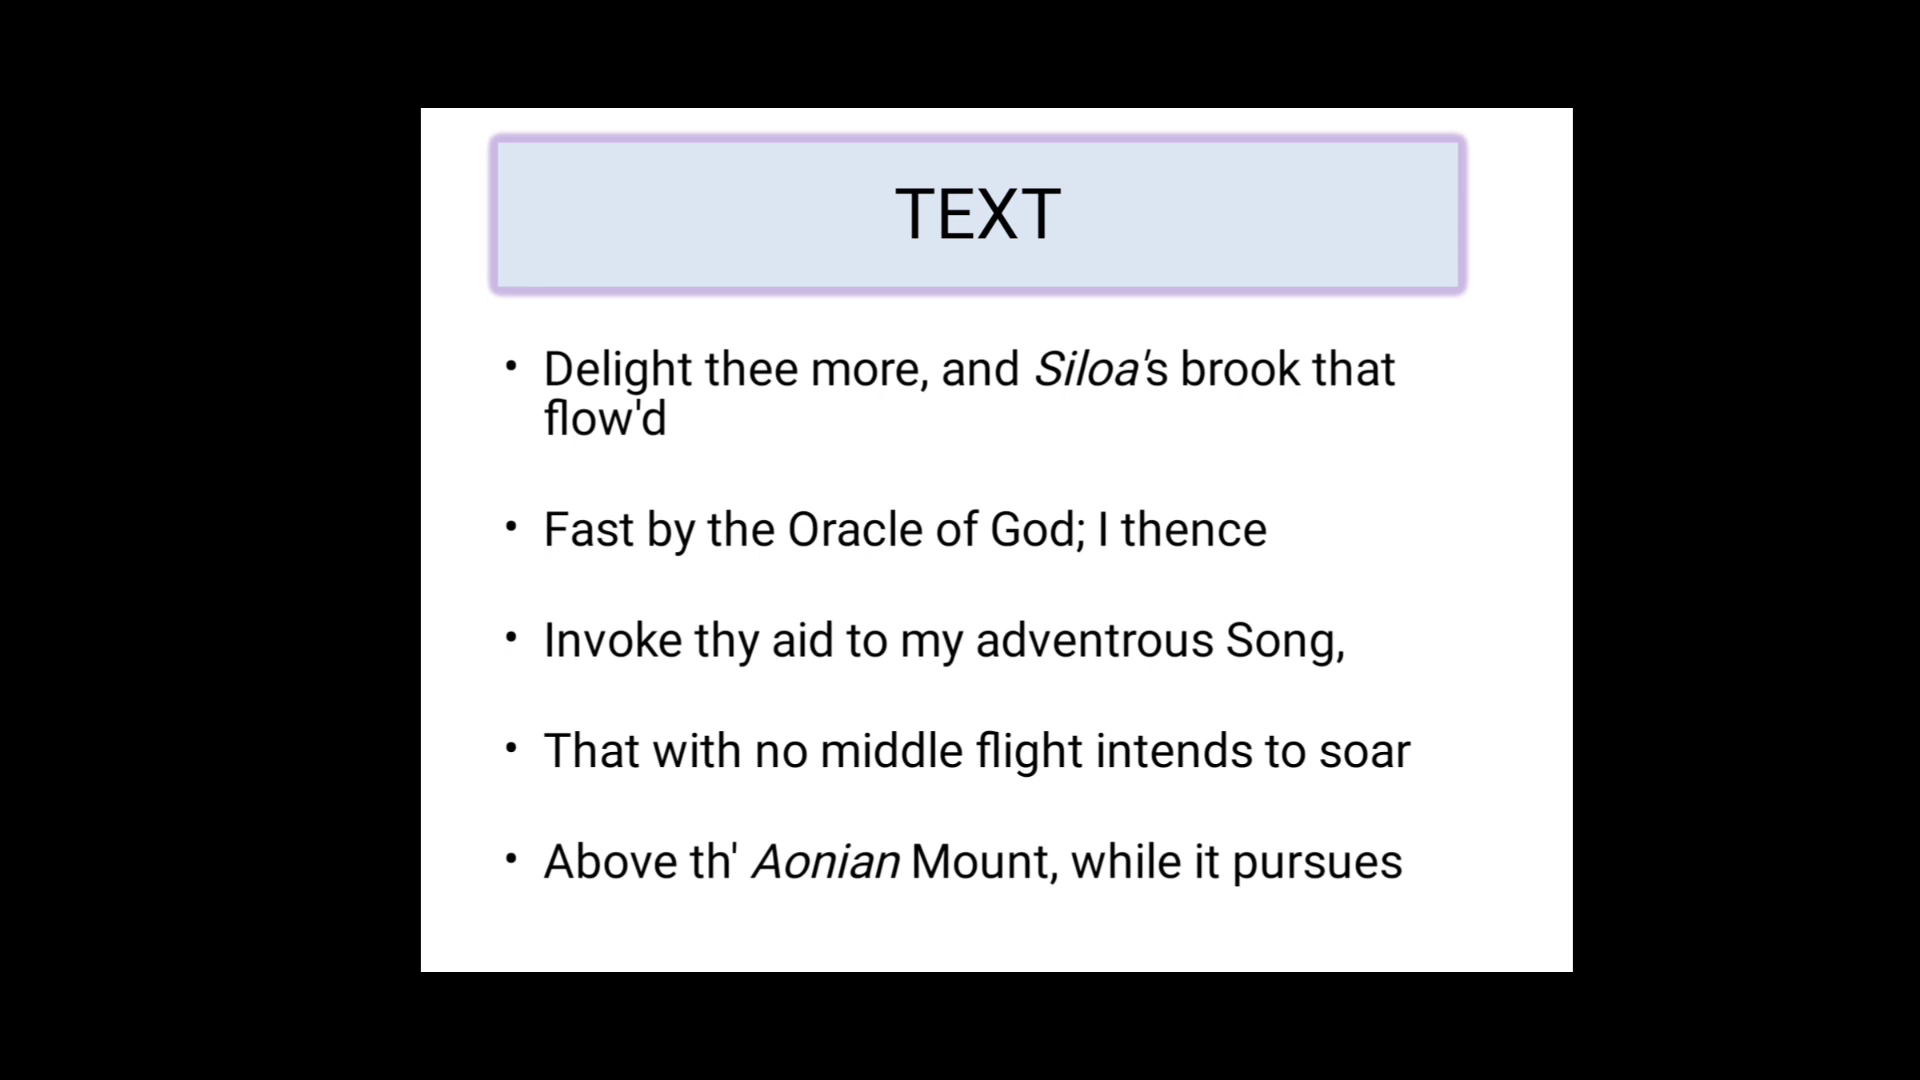 TEXT
• Delight thee more, and Siloa's brook that
flow'd
• Fast by the Oracle of God; I thence
• Invoke thy aid to my adventrous Song,
• That with no middle flight intends to soar
• Above th' Aonian Mount, while it pursues